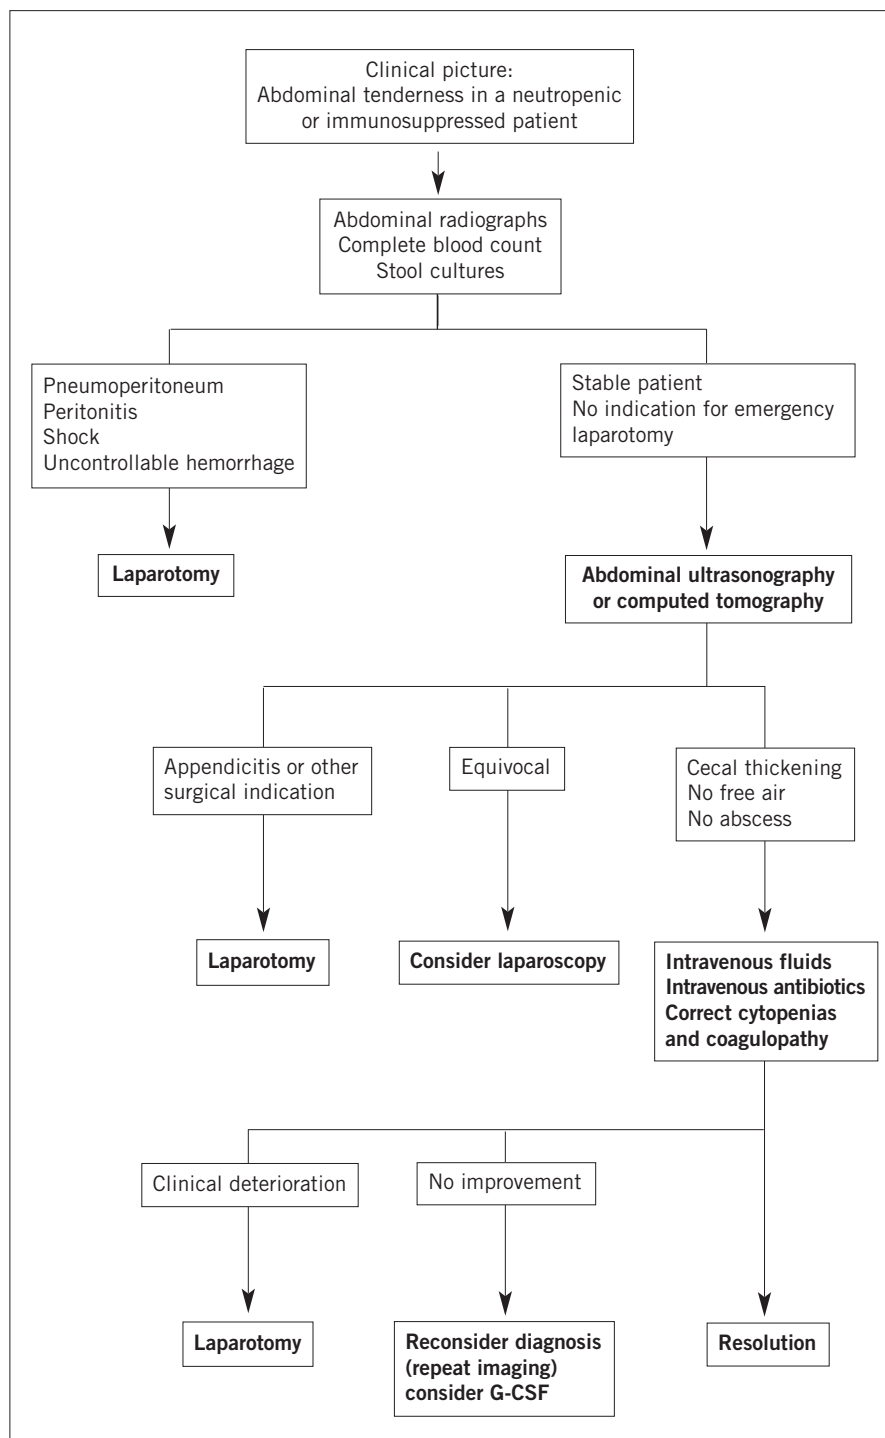 Clinical picture:
Abdominal tenderness in a neutropenic
or immunosuppressed patient
Abdominal radiographs
Complete blood count
Stool cultures
Pneumoperitoneum
Peritonitis
Shock
Uncontrollable hemorrhage
Stable patient
No indication for emergency
laparotomy
Laparotomy
Abdominal ultrasonography
or computed tomography
Appendicitis or other
surgical indication
Equivocal
Cecal thickening
No free air
No abscess
Laparotomy
Consider laparoscopy
Intravenous fluids
Intravenous antibiotics
Correct cytopenias
and coagulopathy
Clinical deterioration
No improvement
Laparotomy
Reconsider diagnosis
(repeat imaging)
consider G-CSF
Resolution